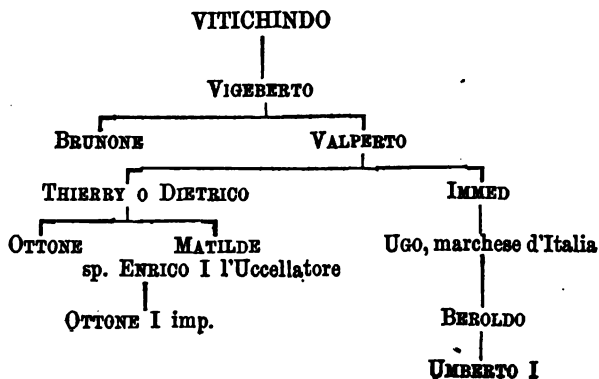 VITICHINDO
VIGEBERTO
BRUNONE VALPERTO
THIERRY O DIETRICO IMMED
OTTONE MATILDE UGO, marchese d'Italia
sp. ENRICO I l'Uccellatore
OTTONE I imp. BEROLDO
UMBERTO I